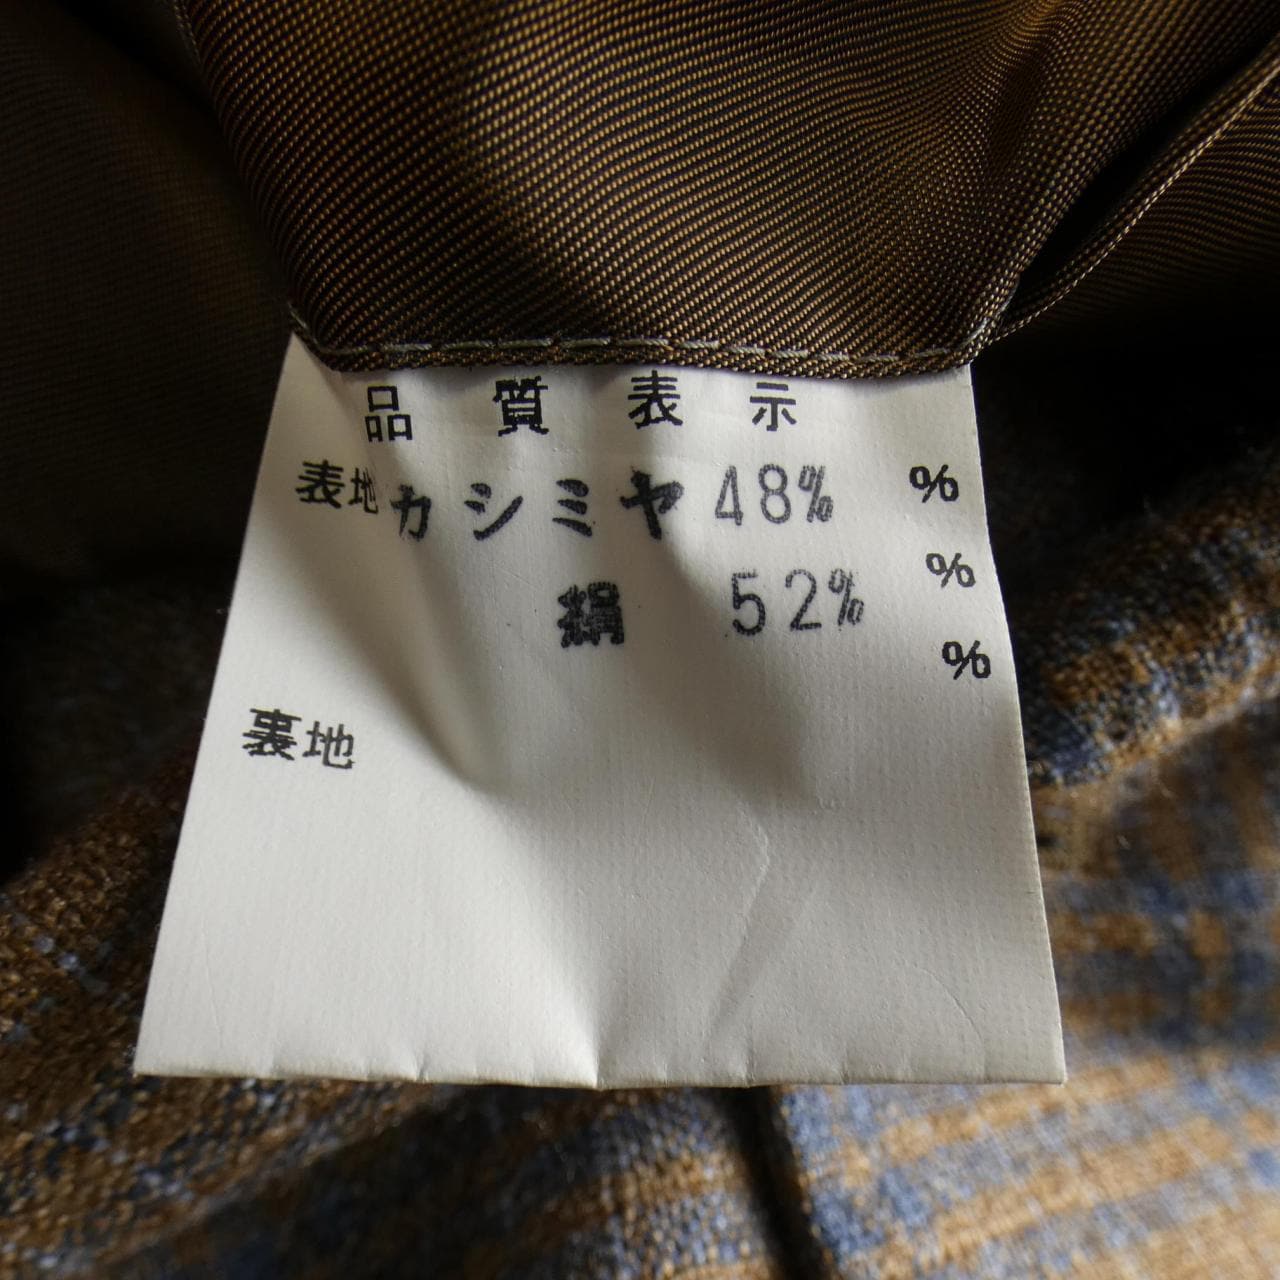 品質表示
表地 カシミヤ 48% %
絹 52% %
%
裏地